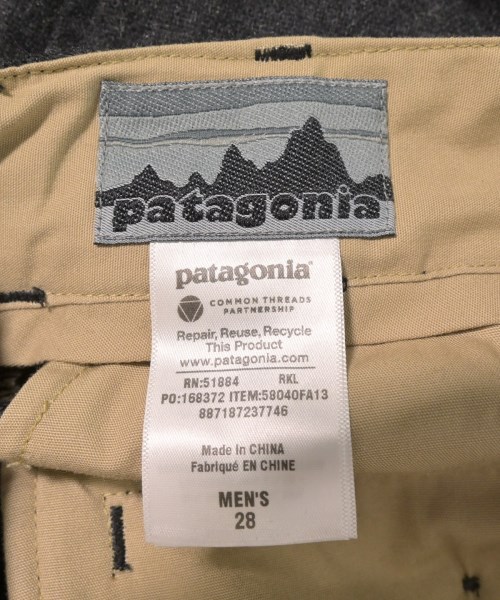 patagonia
patagonia®
COMMON THREADS
PARTNERSHIP
Repair, Reuse, Recycle
This Product
www.patagonia.com
RN:51884 RKL
PO:168372 ITEM:58040FA13
887187237746
Made in CHINA
Fabriqué EN CHINE
MEN'S
28